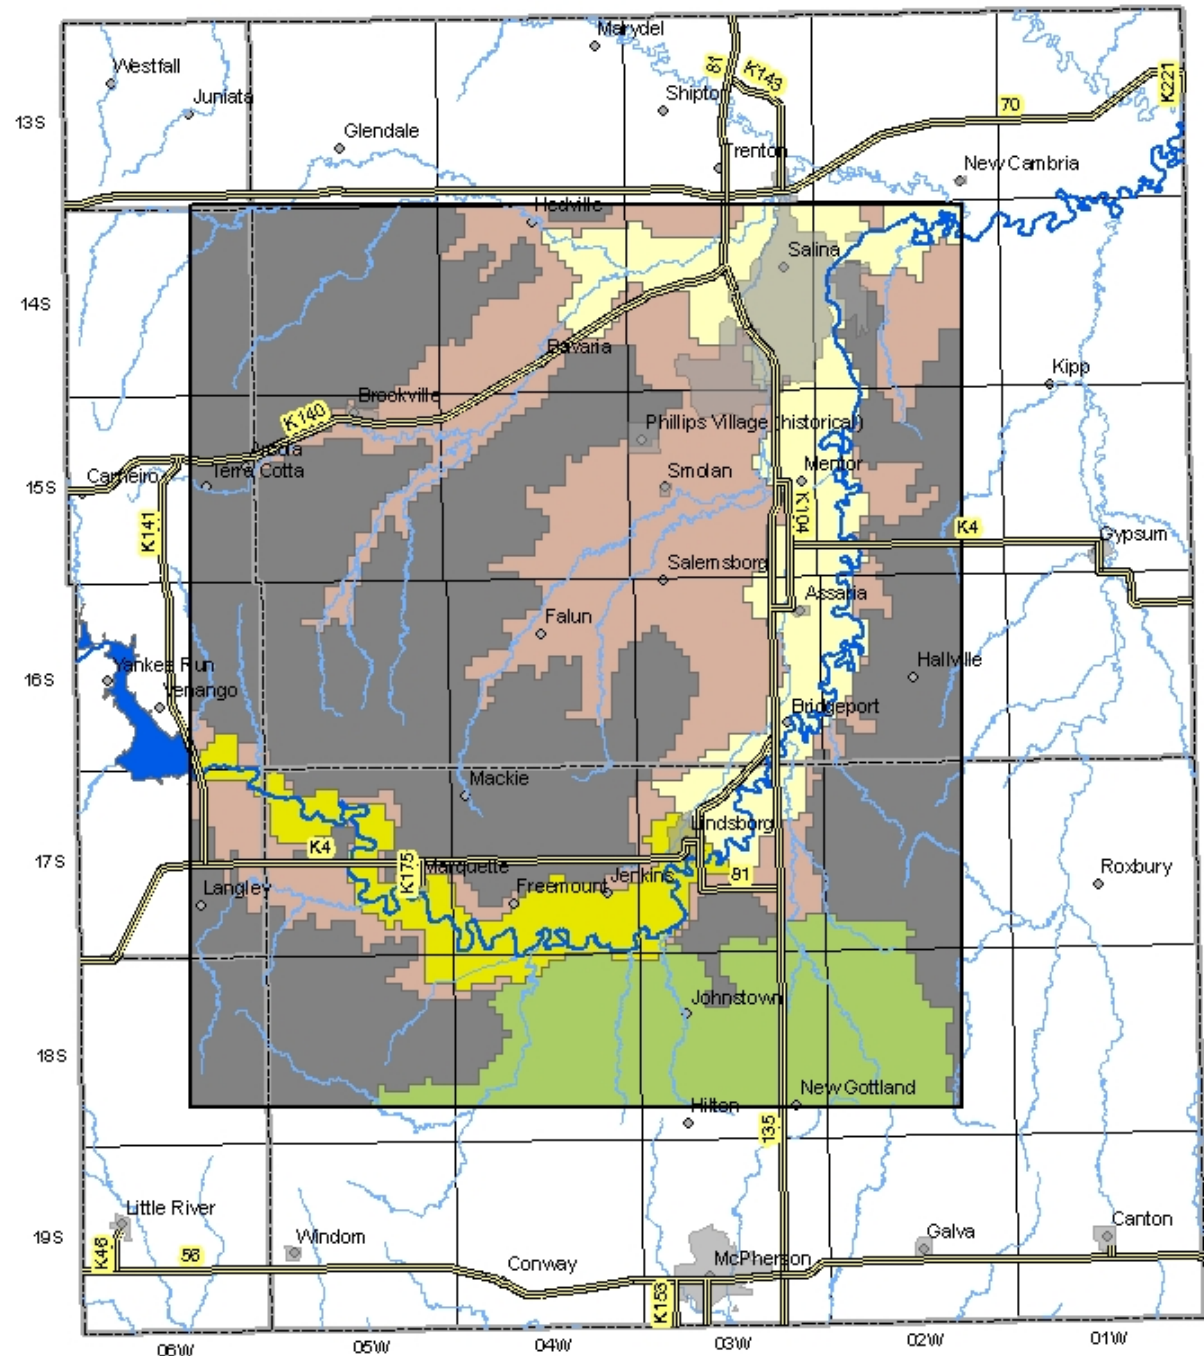 Marydel
Westfall
81
K143
K221
Juniata
Shipton
70
13S
Glendale
Trenton
New Cambria
Hedville
Salina
14S
Bavaria
Kipp
Brookville
K140
Phillips Village (historical)
Arcola
Carneiro
Terra Cotta
Smolan
Mentor
15S
K141
K104
K4
Gypsum
Salemsborg
Assaria
Falun
Hallville
16S
Yankee Run
Venango
Bridgeport
Mackie
Lindsborg
K4
17S
K175
Marquette
Jenkins
81
Roxbury
Langley
Freemount
Johnstown
18S
New Gottland
Hilton
135
Little River
Canton
19S
K46
56
Windom
Conway
McPherson
Galva
K153
06W
05W
04W
03W
02W
01W